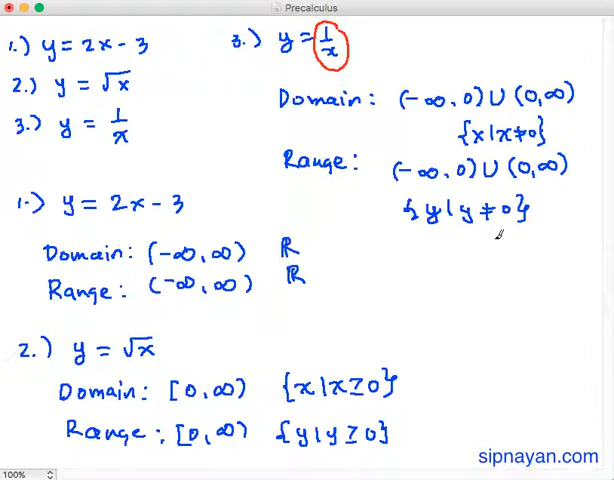 Precalculus
1.) y = 2x - 3
2.) y = √x
3.) y = 1/x
1.) y = 2x - 3
Domain: (-∞, ∞) ℝ
Range: (-∞, ∞) ℝ
2.) y = √x
Domain: [0, ∞) {x|x≥0}
Range: [0, ∞) {y|y≥0}
3.) y = 1/x
Domain: (-∞, 0) ∪ (0, ∞)
{x|x≠0}
Range: (-∞, 0) ∪ (0, ∞)
{y|y≠0}
sipnayan.com
100%